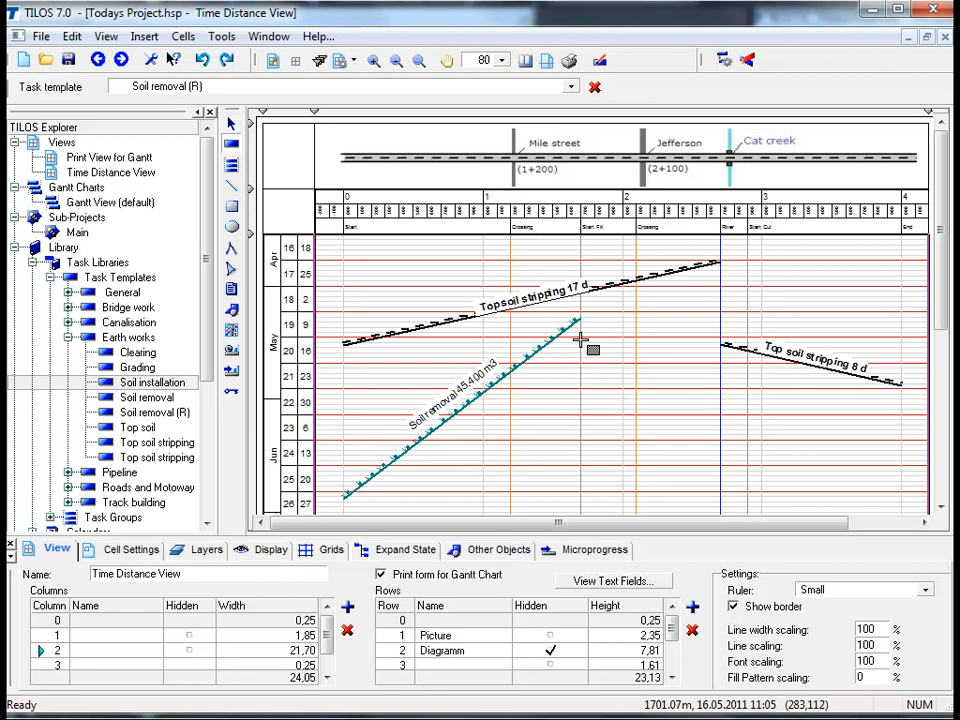 TILOS 7.0 - [Todays Project.hsp - Time Distance View]
File Edit View Insert Cells Tools Window Help...
80
Task template Soil removal (R)
TILOS Explorer
Views
Print View for Gantt
Time Distance View
Gantt Charts
Gantt View (default)
Sub-Projects
Main
Library
Task Libraries
Task Templates
General
Bridge work
Canalisation
Earth works
Clearing
Grading
Soil installation
Soil removal
Soil removal (R)
Top soil
Top soil stripping
Top soil stripping
Pipeline
Roads and Motoway
Track building
Task Groups
Mile street
(1+200)
Jefferson
(2+100)
Cat creek
0 1 2 3 4
Start Crossing Start Fill Crossing River Start Cut End
Apr
May
Jun
16 18
17 25
18 2
19 9
20 16
21 23
22 30
23 6
24 13
25 20
26 27
Top soil stripping 17 d
Soil removal 45.400 m3
Top soil stripping 8 d
View Cell Settings Layers Display Grids Expand State Other Objects Microprogress
Name: Time Distance View
Columns
Column Name Hidden Width
0 0,25
1 1,85
2 21,70
3 0,25
24,05
Print form for Gantt Chart
View Text Fields...
Rows
Row Name Hidden Height
0 0,25
1 Picture 2,35
2 Diagramm 7,81
3 1,61
23,13
Settings:
Ruler: Small
Show border
Line width scaling: 100 %
Line scaling: 100 %
Font scaling: 100 %
Fill Pattern scaling: 0 %
Ready 1701.07m, 16.05.2011 11:05 (283,112) NUM